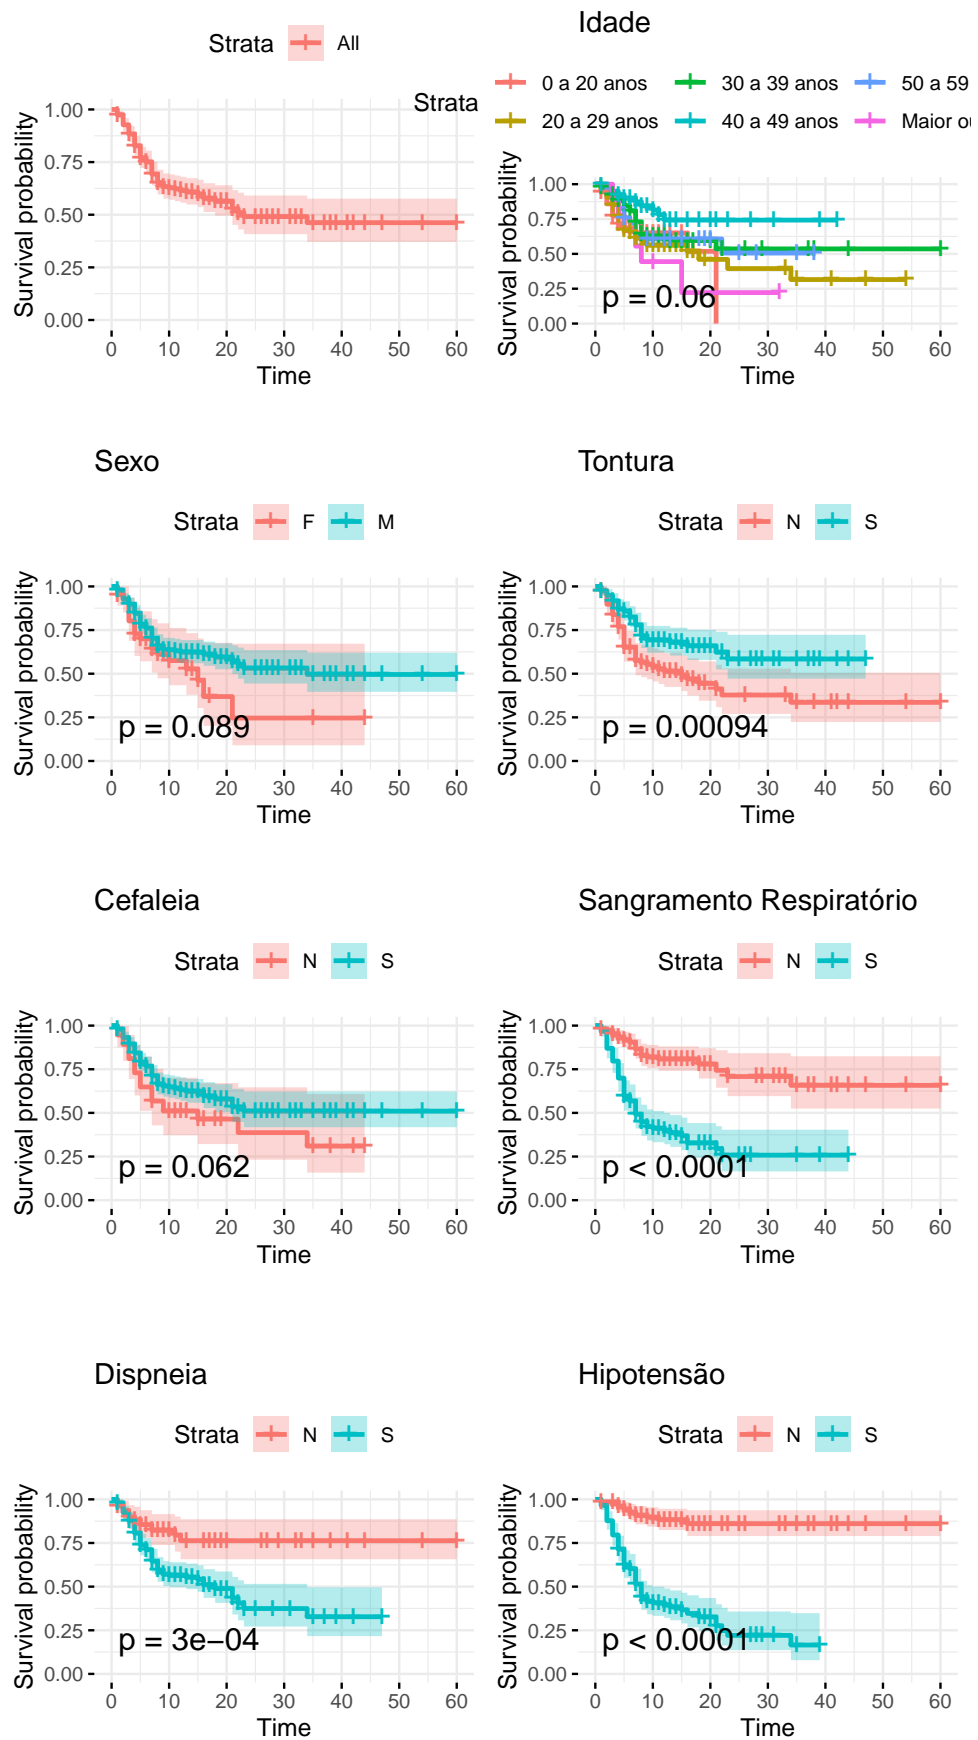 Strata All
Survival probability
1.00
0.75
0.50
0.25
0.00
0 10 20 30 40 50 60
Time
Idade
Strata
0 a 20 anos 30 a 39 anos 50 a 59
20 a 29 anos 40 a 49 anos Maior ou
Survival probability
1.00
0.75
0.50
0.25
0.00
p = 0.06
0 10 20 30 40 50 60
Time
Sexo
Strata F M
Survival probability
1.00
0.75
0.50
0.25
0.00
p = 0.089
0 10 20 30 40 50 60
Time
Tontura
Strata N S
Survival probability
1.00
0.75
0.50
0.25
0.00
p = 0.00094
0 10 20 30 40 50 60
Time
Cefaleia
Strata N S
Survival probability
1.00
0.75
0.50
0.25
0.00
p = 0.062
0 10 20 30 40 50 60
Time
Sangramento Respiratório
Strata N S
Survival probability
1.00
0.75
0.50
0.25
0.00
p < 0.0001
0 10 20 30 40 50 60
Time
Dispneia
Strata N S
Survival probability
1.00
0.75
0.50
0.25
0.00
p = 3e−04
0 10 20 30 40 50 60
Time
Hipotensão
Strata N S
Survival probability
1.00
0.75
0.50
0.25
0.00
p < 0.0001
0 10 20 30 40 50 60
Time